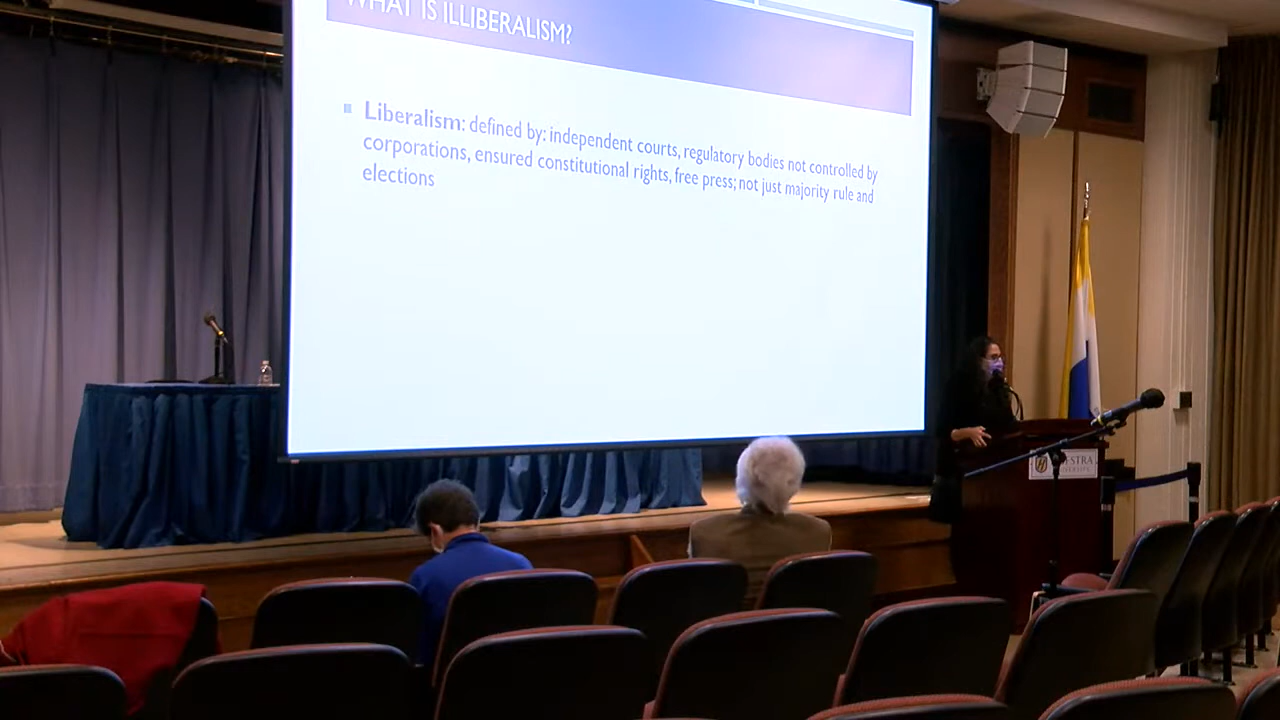 WHAT IS ILLIBERALISM?
Liberalism: defined by: independent courts, regulatory bodies not controlled by
corporations, ensured constitutional rights, free press; not just majority rule and
elections